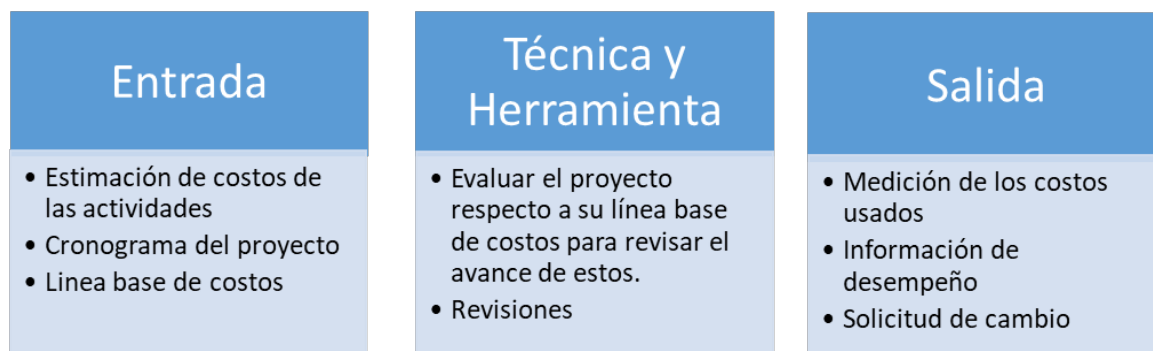 Entrada
• Estimación de costos de
las actividades
• Cronograma del proyecto
• Linea base de costos
Técnica y
Herramienta
• Evaluar el proyecto
respecto a su línea base
de costos para revisar el
avance de estos.
• Revisiones
Salida
• Medición de los costos
usados
• Información de
desempeño
• Solicitud de cambio